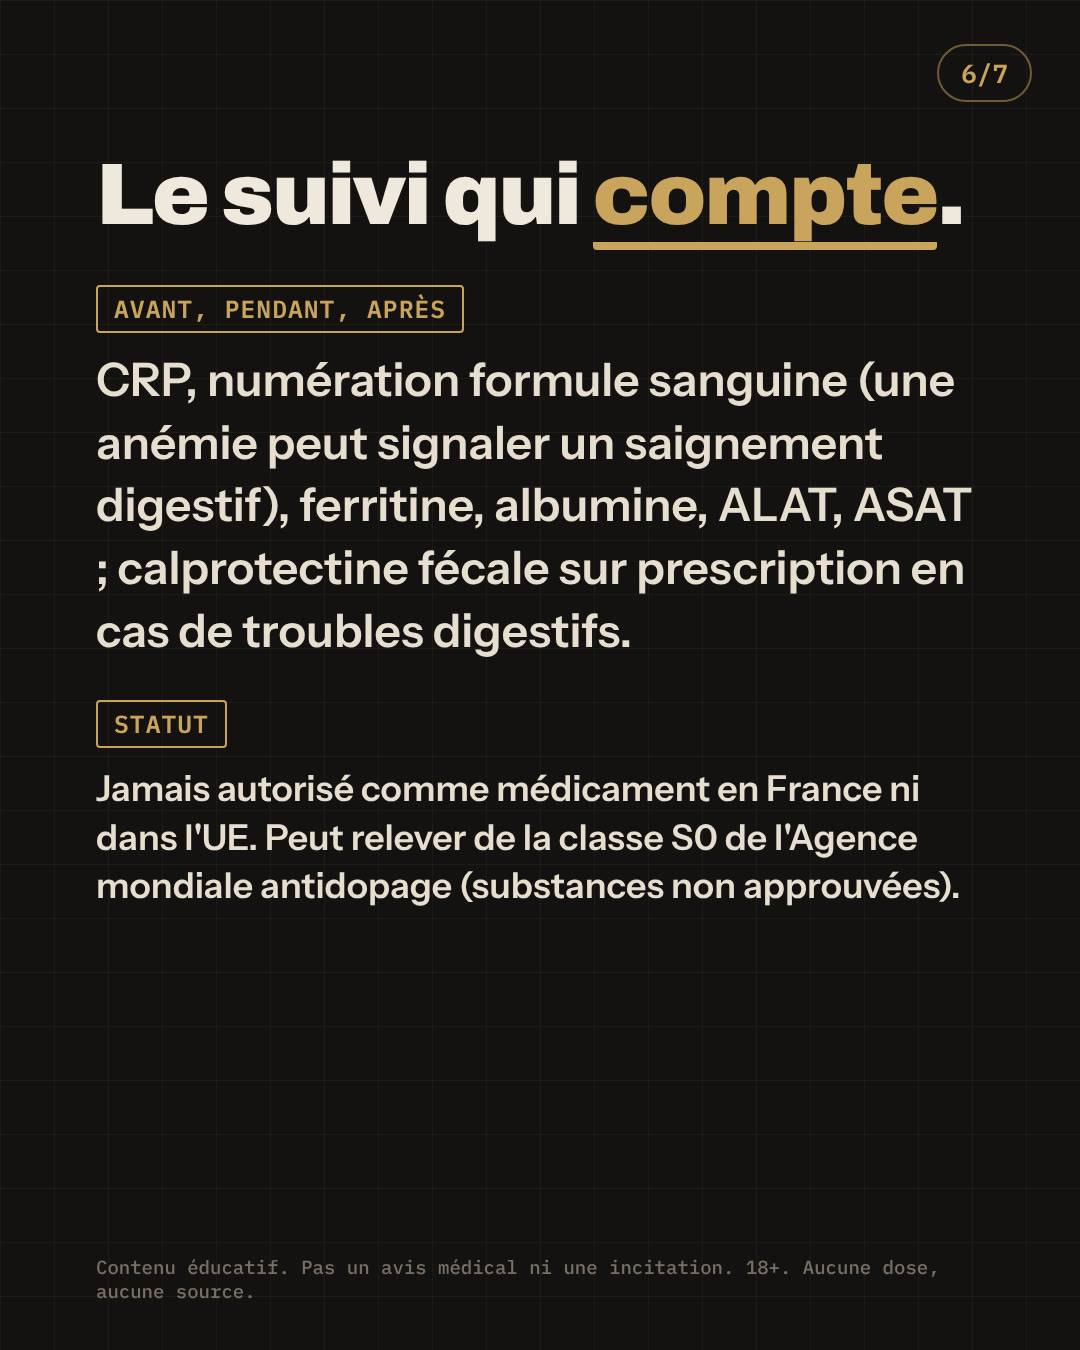 6/7
Le suivi qui compte.
AVANT, PENDANT, APRÈS
CRP, numération formule sanguine (une
anémie peut signaler un saignement
digestif), ferritine, albumine, ALAT, ASAT
; calprotectine fécale sur prescription en
cas de troubles digestifs.
STATUT
Jamais autorisé comme médicament en France ni
dans l'UE. Peut relever de la classe S0 de l'Agence
mondiale antidopage (substances non approuvées).
Contenu éducatif. Pas un avis médical ni une incitation. 18+. Aucune dose,
aucune source.